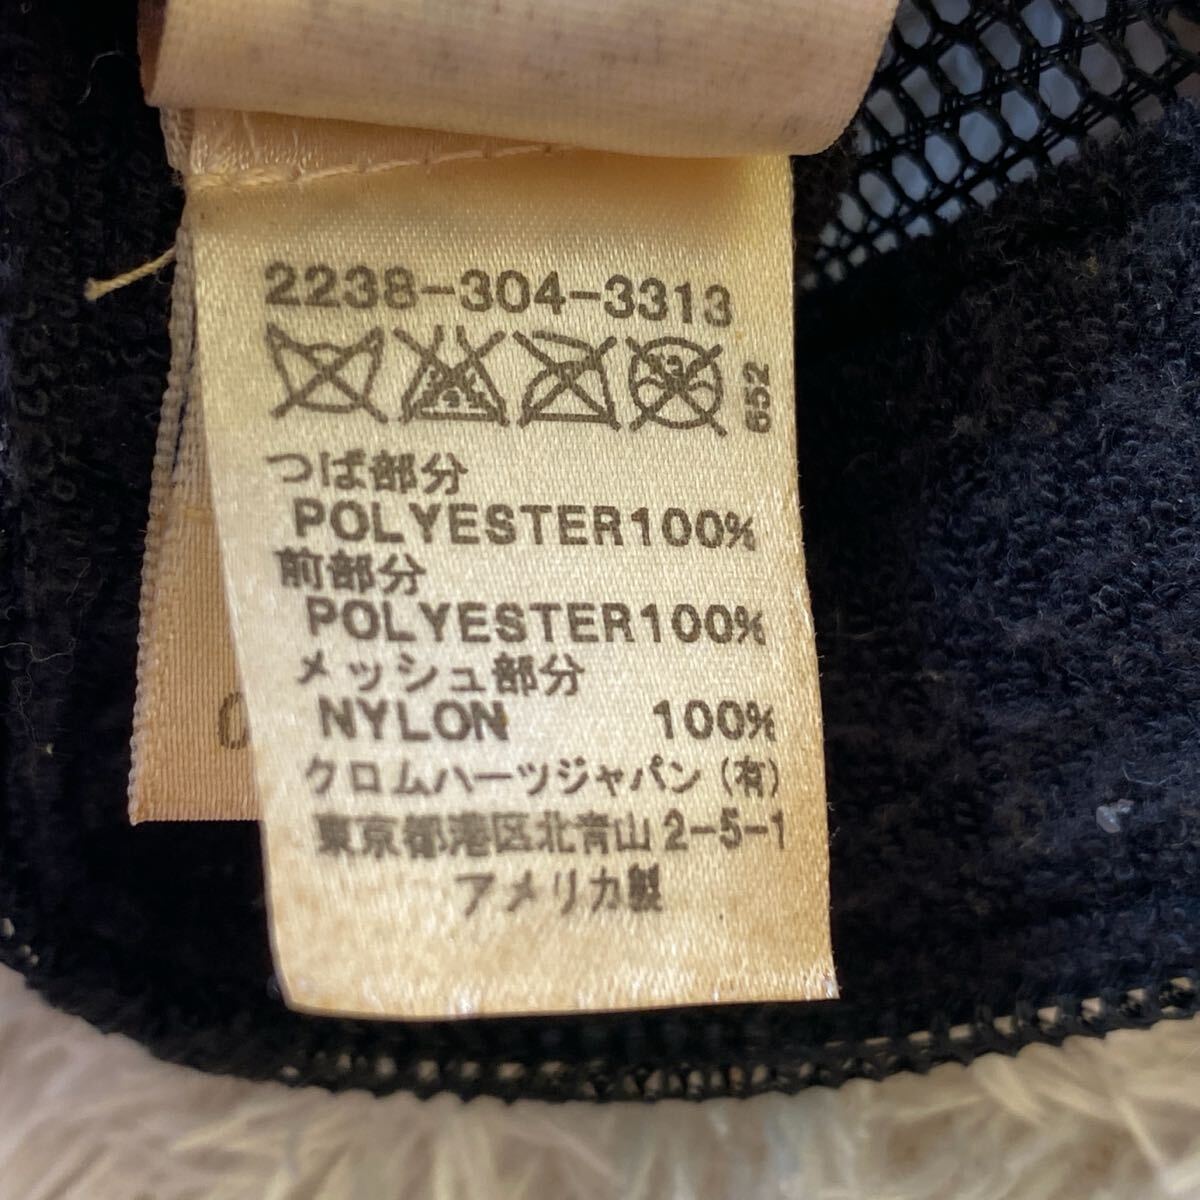 2238-304-3313
652
つば部分
POLYESTER100%
前部分
POLYESTER100%
メッシュ部分
NYLON 100%
クロムハーツジャパン(有)
東京都港区北青山2-5-1
アメリカ製